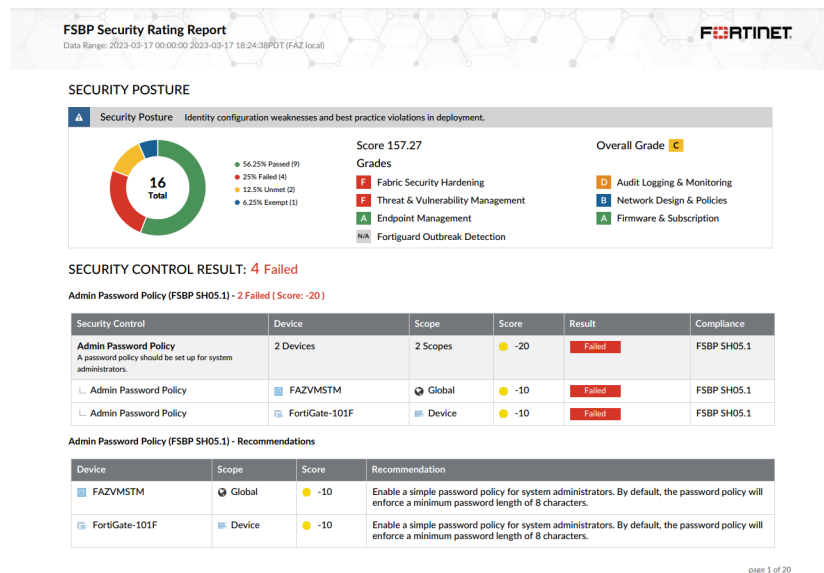 FSBP Security Rating Report
Data Range: 2023-03-17 00:00:00 2023-03-17 18:24:38PDT (FAZ local)
FORTINET
SECURITY POSTURE
Security Posture Identity configuration weaknesses and best practice violations in deployment.
16
Total
56.25% Passed (9)
25% Failed (4)
12.5% Unmet (2)
6.25% Exempt (1)
Score 157.27
Grades
F Fabric Security Hardening
F Threat & Vulnerability Management
A Endpoint Management
N/A Fortiguard Outbreak Detection
Overall Grade C
D Audit Logging & Monitoring
B Network Design & Policies
A Firmware & Subscription
SECURITY CONTROL RESULT: 4 Failed
Admin Password Policy (FSBP SH05.1) - 2 Failed ( Score: -20 )
Security Control Device Scope Score Result Compliance
Admin Password Policy 2 Devices 2 Scopes -20 Failed FSBP SH05.1
A password policy should be set up for system
administrators.
Admin Password Policy FAZVMSTM Global -10 Failed FSBP SH05.1
Admin Password Policy FortiGate-101F Device -10 Failed FSBP SH05.1
Admin Password Policy (FSBP SH05.1) - Recommendations
Device Scope Score Recommendation
FAZVMSTM Global -10 Enable a simple password policy for system administrators. By default, the password policy will
enforce a minimum password length of 8 characters.
FortiGate-101F Device -10 Enable a simple password policy for system administrators. By default, the password policy will
enforce a minimum password length of 8 characters.
page 1 of 20